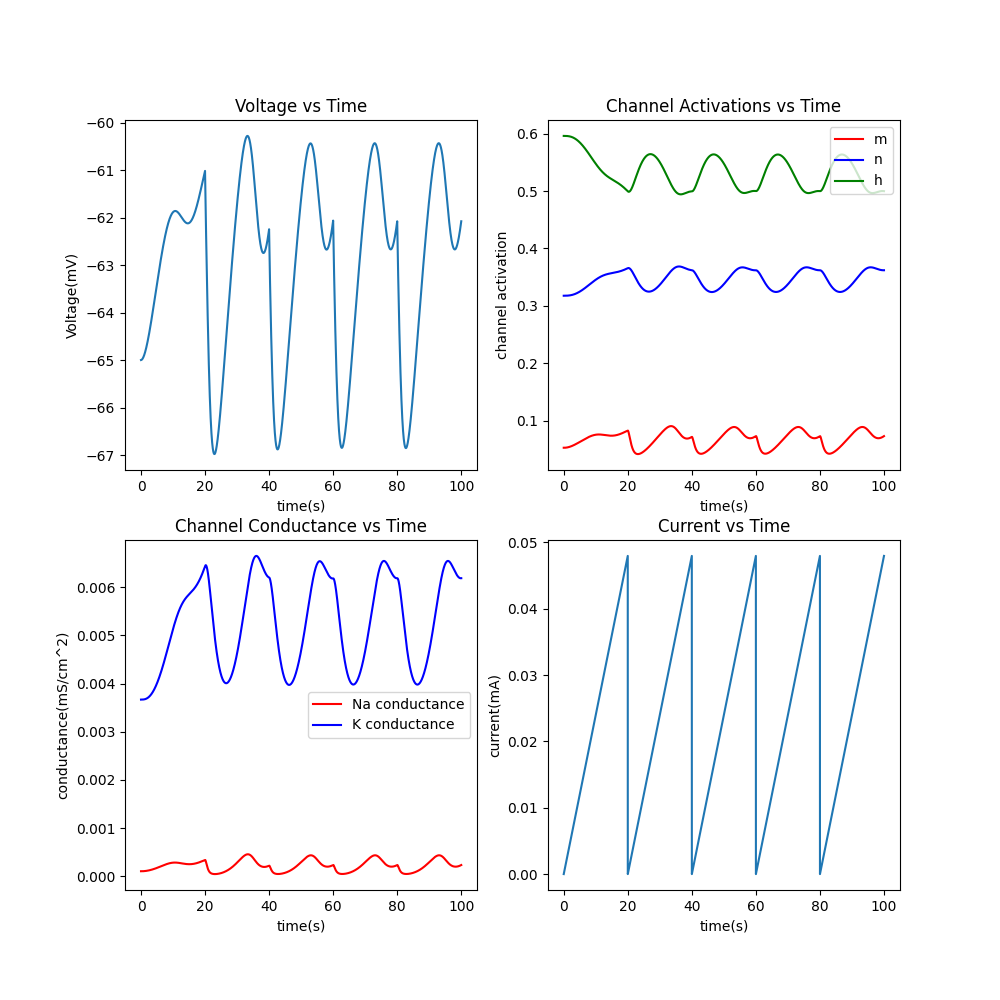 Voltage vs Time
−60
−61
−62
−63
−64
−65
−66
−67
Voltage(mV)
0 20 40 60 80 100
time(s)
Channel Activations vs Time
0.6
0.5
0.4
0.3
0.2
0.1
channel activation
m
n
h
0 20 40 60 80 100
time(s)
Channel Conductance vs Time
0.006
0.005
0.004
0.003
0.002
0.001
0.000
conductance(mS/cm^2)
Na conductance
K conductance
0 20 40 60 80 100
time(s)
Current vs Time
0.05
0.04
0.03
0.02
0.01
0.00
current(mA)
0 20 40 60 80 100
time(s)